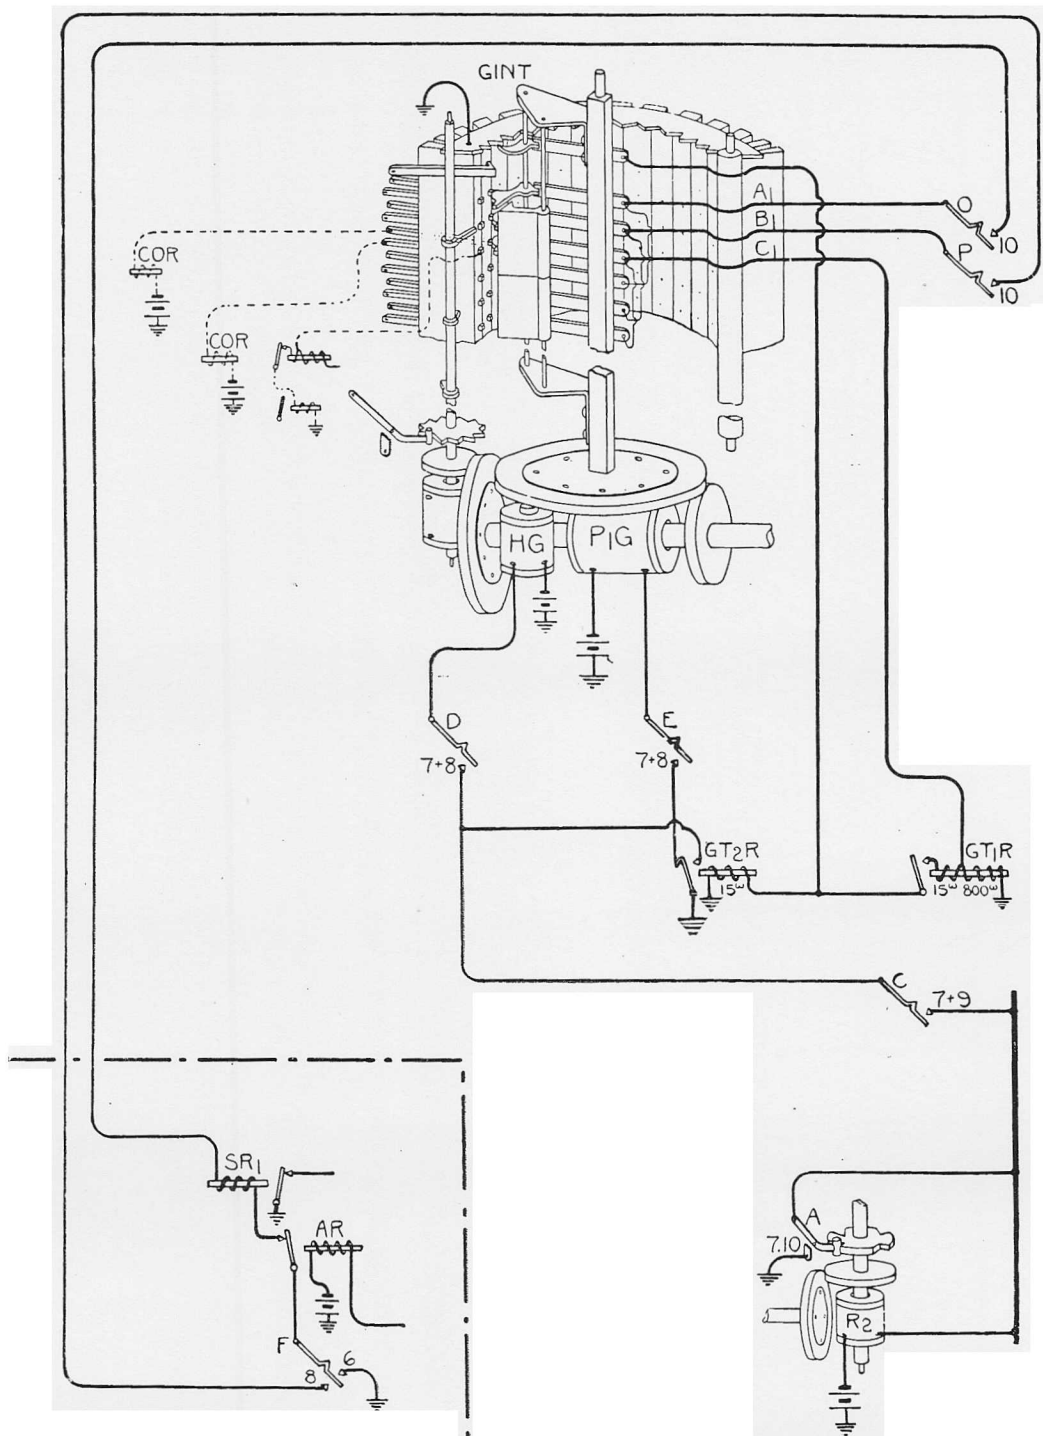 GINT
A1
O
B1
10
C1
P
10
COR
COR
HG
P1G
D
E
7+8
7+8
GT2R
GT1R
15ω
15ω 800ω
C
7+9
SR1
A
AR
7.10
R2
F
6
8